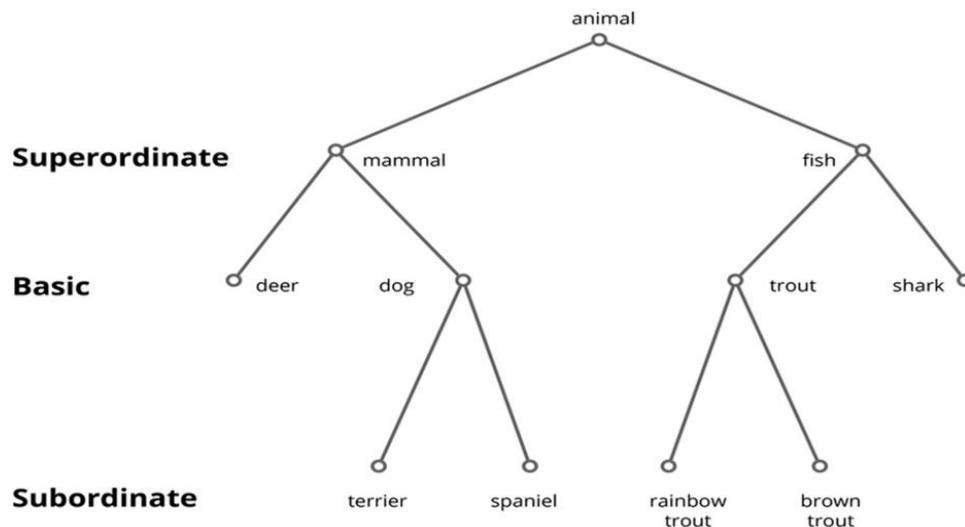 animal
Superordinate
mammal
fish
Basic
deer
dog
trout
shark
Subordinate
terrier
spaniel
rainbow
trout
brown
trout